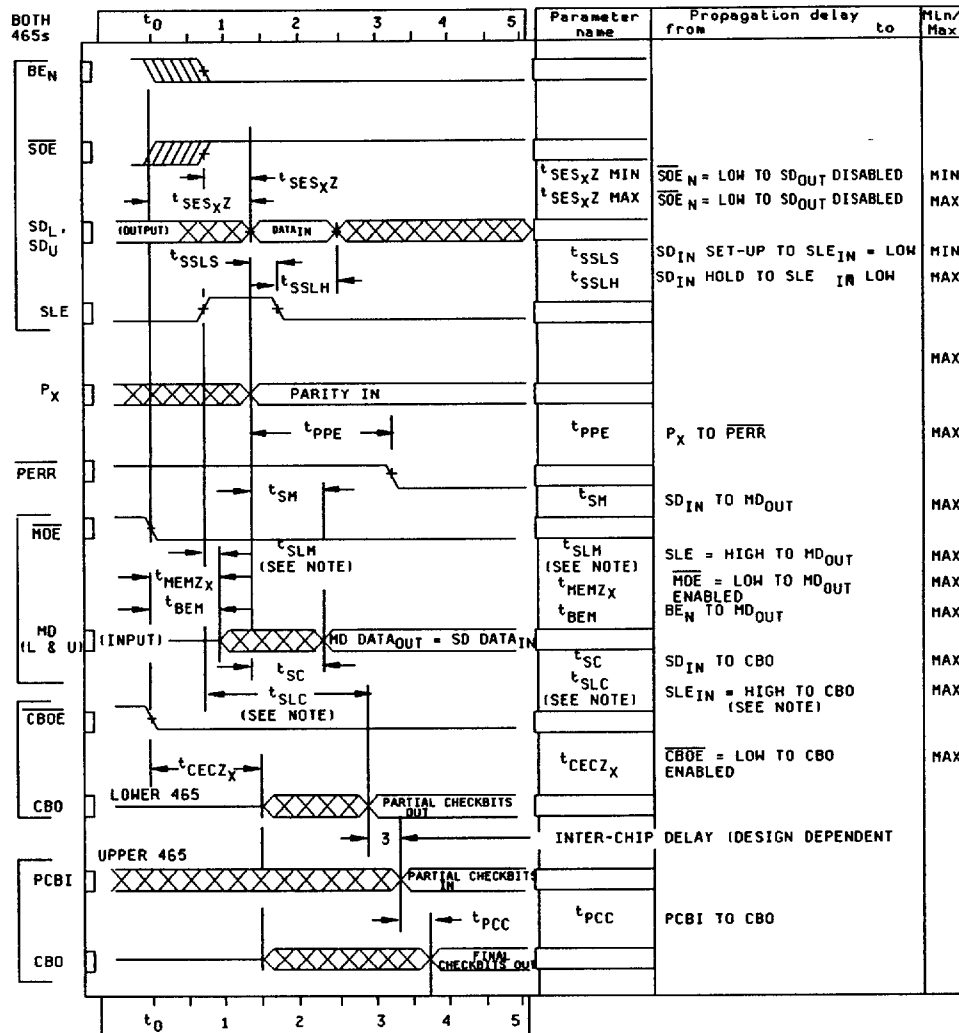 BOTH 465s t0 1 2 3 4 5 Parameter name Propagation delay from to Min/Max
BEN
SOE
tSESXZ
tSESXZ MIN SOE N = LOW TO SDOUT DISABLED MIN
tSESXZ
tSESXZ MAX SOE N = LOW TO SDOUT DISABLED MAX
SDL, SDU (OUTPUT) DATAIN
tSSLS
tSSLS SDIN SET-UP TO SLEIN = LOW MIN
tSSLH
tSSLH SDIN HOLD TO SLE IN LOW MAX
SLE
MAX
PX PARITY IN
tPPE
tPPE PX TO PERR MAX
PERR
tSM
tSM SDIN TO MDOUT MAX
MOE
tSLM (SEE NOTE)
tSLM (SEE NOTE) SLE = HIGH TO MDOUT MAX
tMEMZX
tMEMZX MOE = LOW TO MDOUT ENABLED MAX
tBEM
tBEM BEN TO MDOUT MAX
MD (L & U) (INPUT) MD DATAOUT = SD DATAIN
tSC
tSC SDIN TO CBO MAX
tSLC (SEE NOTE)
tSLC (SEE NOTE) SLEIN = HIGH TO CBO (SEE NOTE) MAX
CBOE
tCECZX
tCECZX CBOE = LOW TO CBO ENABLED MAX
LOWER 465
CBO PARTIAL CHECKBITS OUT
3 INTER-CHIP DELAY (DESIGN DEPENDENT
UPPER 465
PCBI PARTIAL CHECKBITS IN
tPCC
tPCC PCBI TO CBO
CBO FINAL CHECKBITS OUT
t0 1 2 3 4 5